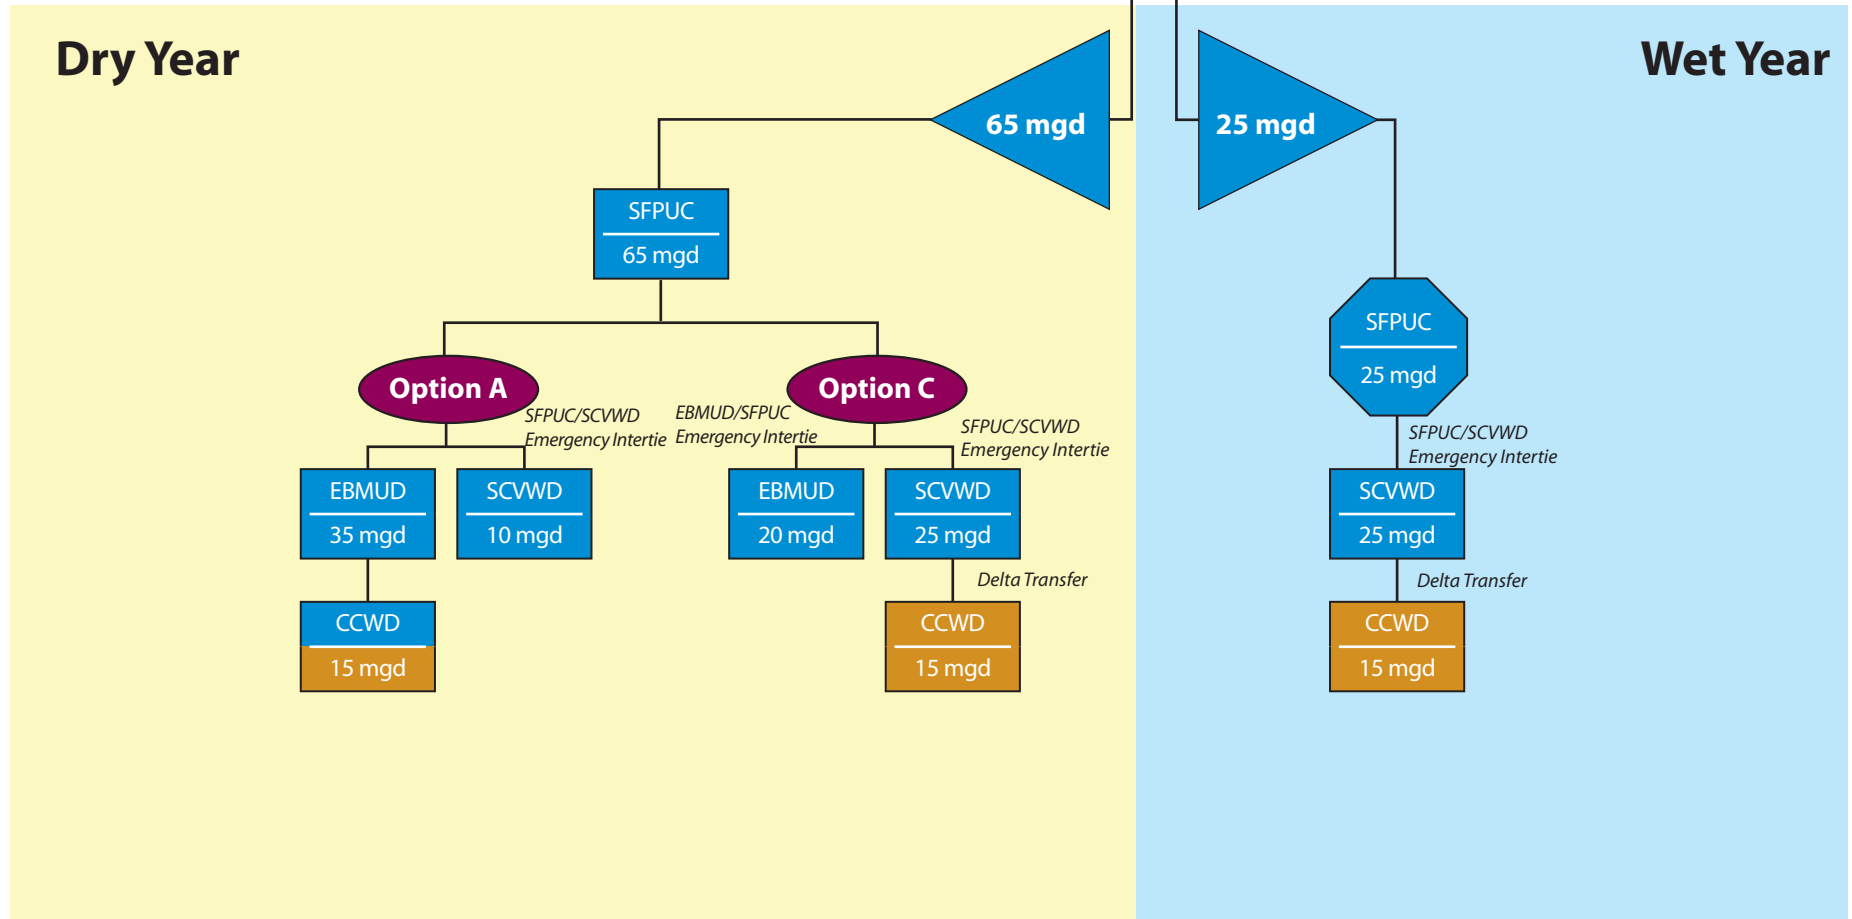 Dry Year
Wet Year
65 mgd
25 mgd
SFPUC
65 mgd
Option A
SFPUC/SCVWD
Emergency Intertie
EBMUD
35 mgd
SCVWD
10 mgd
CCWD
15 mgd
Option C
EBMUD/SFPUC
Emergency Intertie
SFPUC/SCVWD
Emergency Intertie
EBMUD
20 mgd
SCVWD
25 mgd
Delta Transfer
CCWD
15 mgd
SFPUC
25 mgd
SFPUC/SCVWD
Emergency Intertie
SCVWD
25 mgd
Delta Transfer
CCWD
15 mgd